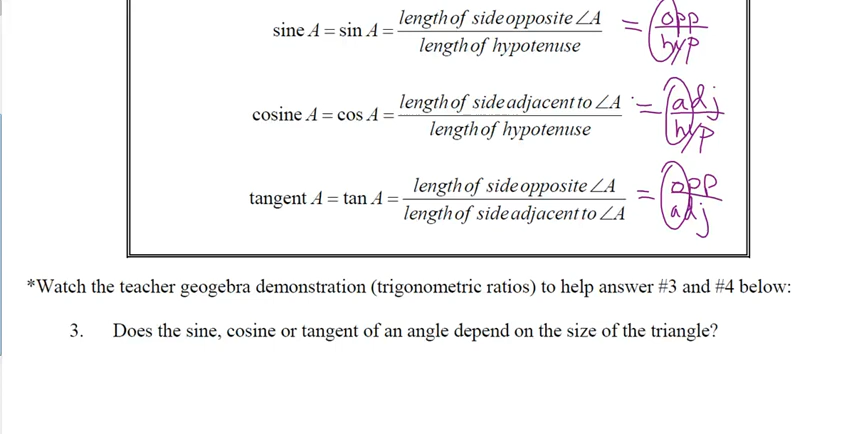 sine A = sin A = length of side opposite ∠A / length of hypotenuse = opp / hyp
cosine A = cos A = length of side adjacent to ∠A / length of hypotenuse = adj / hyp
tangent A = tan A = length of side opposite ∠A / length of side adjacent to ∠A = opp / adj
*Watch the teacher geogebra demonstration (trigonometric ratios) to help answer #3 and #4 below:
3. Does the sine, cosine or tangent of an angle depend on the size of the triangle?